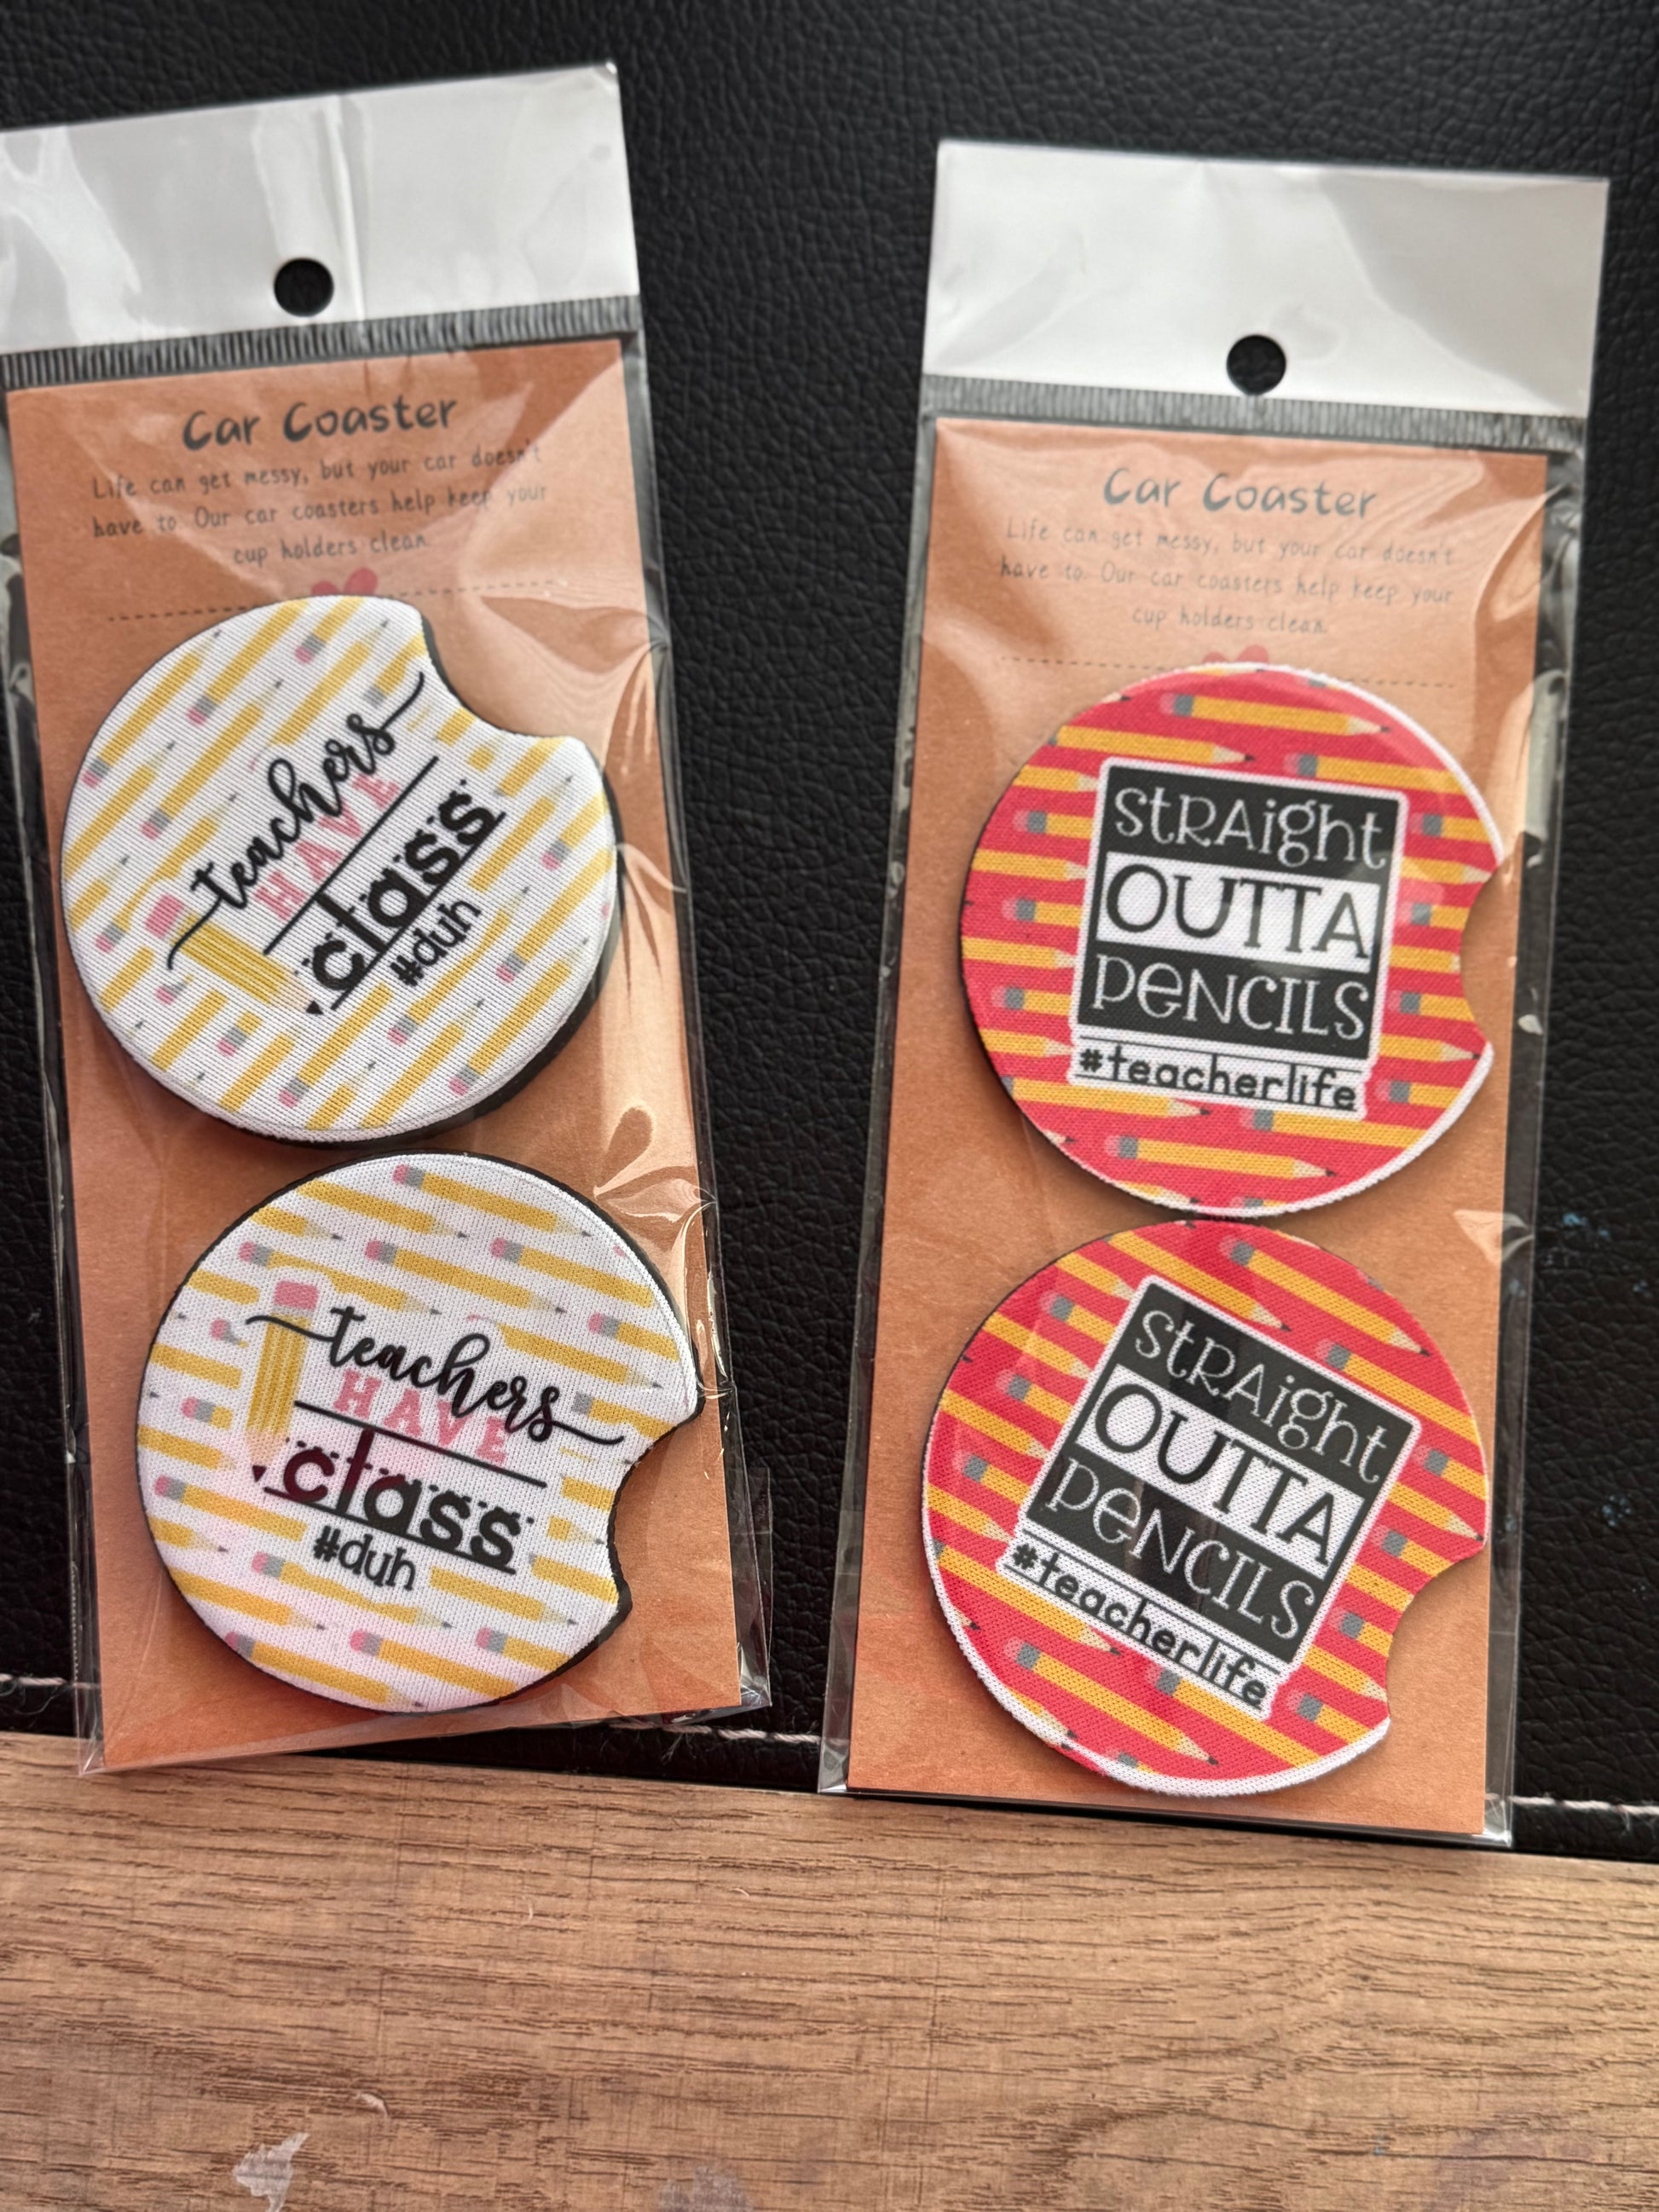 Car Coaster
Life can get messy, but your car doesn't
have to. Our car coasters help keep your
cup holders clean.
teachers
HAVE
class
#duh
teachers
HAVE
class
#duh
Car Coaster
Life can get messy, but your car doesn't
have to. Our car coasters help keep your
cup holders clean.
StRAight
OUTTA
PeNCILS
#teacherlife
StRAight
OUTTA
PeNCILS
#teacherlife